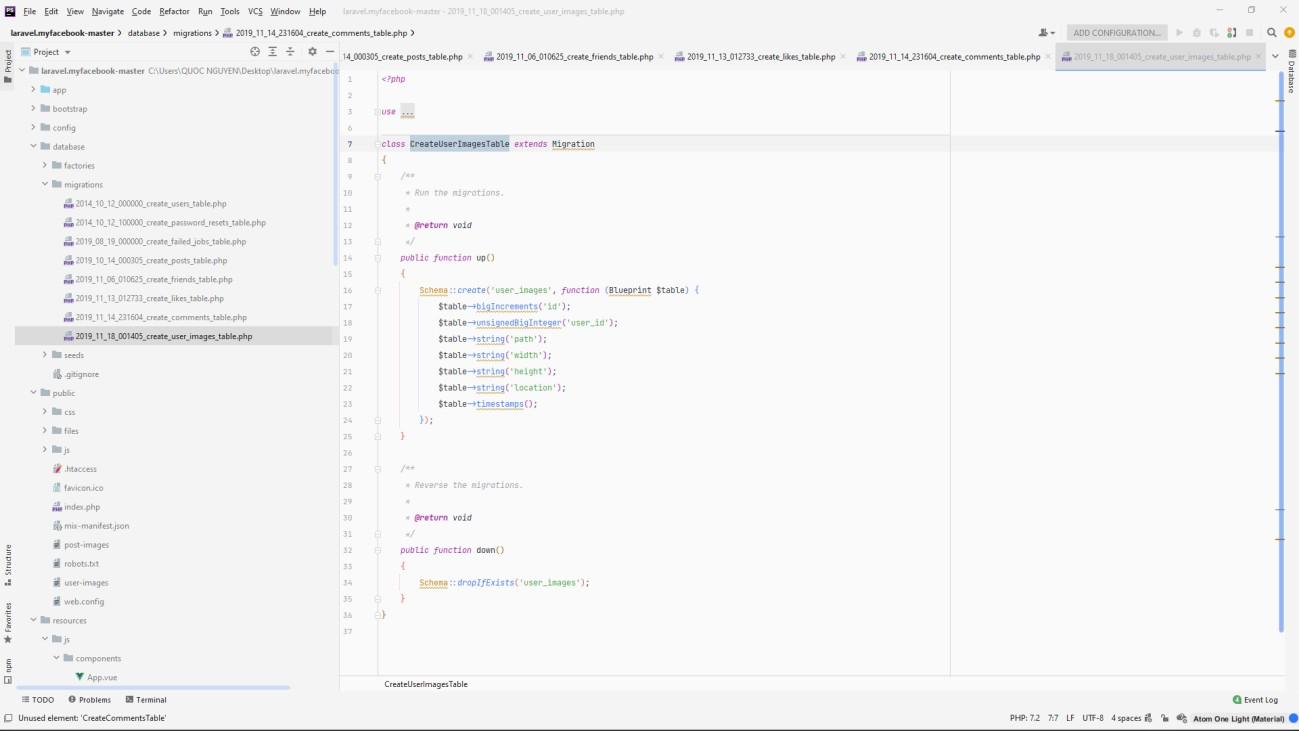 File Edit View Navigate Code Refactor Run Tools VCS Window Help laravel.myfacebook-master - 2019_11_18_001405_create_user_images_table.php
laravel.myfacebook-master database migrations 2019_11_14_231604_create_comments_table.php ADD CONFIGURATION...
Project
14_000305_create_posts_table.php 2019_11_06_010625_create_friends_table.php 2019_11_13_012733_create_likes_table.php 2019_11_14_231604_create_comments_table.php 2019_11_18_001405_create_user_images_table.php
Project
Database
laravel.myfacebook-master C:\Users\QUOC NGUYEN\Desktop\laravel.myfaceboo
app
bootstrap
config
database
factories
migrations
2014_10_12_000000_create_users_table.php
2014_10_12_100000_create_password_resets_table.php
2019_08_19_000000_create_failed_jobs_table.php
2019_10_14_000305_create_posts_table.php
2019_11_06_010625_create_friends_table.php
2019_11_13_012733_create_likes_table.php
2019_11_14_231604_create_comments_table.php
2019_11_18_001405_create_user_images_table.php
seeds
.gitignore
public
css
files
js
.htaccess
favicon.ico
index.php
mix-manifest.json
post-images
robots.txt
user-images
web.config
resources
js
components
App.vue
Structure
Favorites
npm
1 <?php
2
3 use ...
6
7 class CreateUserImagesTable extends Migration
8 {
9 /**
10 * Run the migrations.
11 *
12 * @return void
13 */
14 public function up()
15 {
16 Schema::create('user_images', function (Blueprint $table) {
17 $table->bigIncrements('id');
18 $table->unsignedBigInteger('user_id');
19 $table->string('path');
20 $table->string('width');
21 $table->string('height');
22 $table->string('location');
23 $table->timestamps();
24 });
25 }
26
27 /**
28 * Reverse the migrations.
29 *
30 * @return void
31 */
32 public function down()
33 {
34 Schema::dropIfExists('user_images');
35 }
36 }
37
CreateUserImagesTable
TODO Problems Terminal 4 Event Log
Unused element: 'CreateCommentsTable' PHP: 7.2 7:7 LF UTF-8 4 spaces Atom One Light (Material)